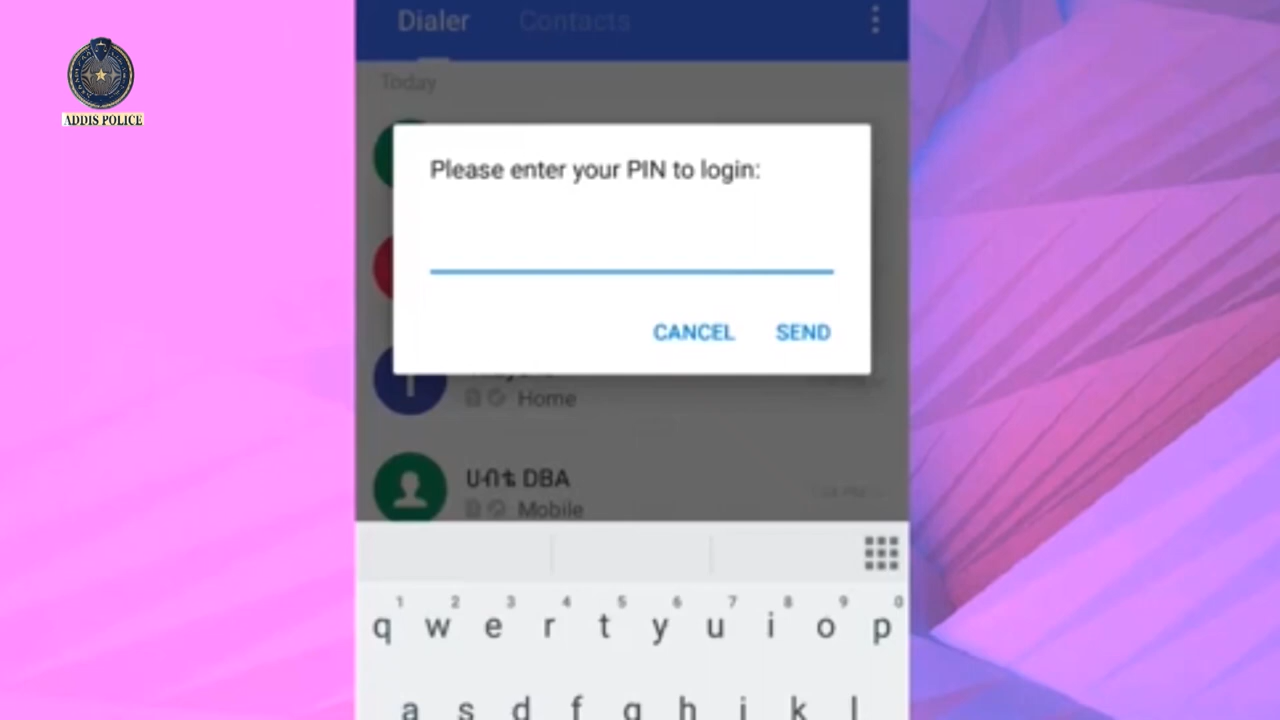 Dialer
Contacts
ADDIS POLICE
Today
Please enter your PIN to login:
CANCEL
SEND
Home
ሀብቴ DBA
Mobile
1 2 3 4 5 6 7 8 9 0
q w e r t y u i o p
a s d f g h j k l